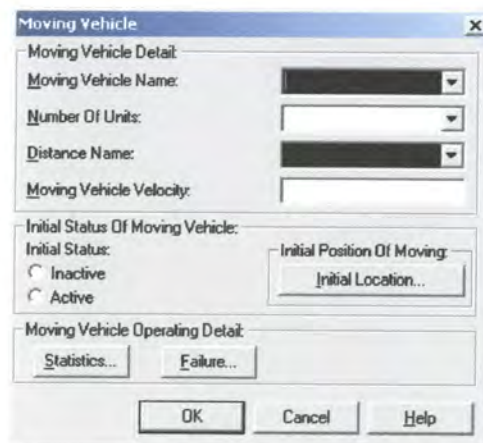 Moving Vehicle
Moving Vehicle Detail:
Moving Vehicle Name:
Number Of Units:
Distance Name:
Moving Vehicle Velocity:
Initial Status Of Moving Vehicle:
Initial Status:
Inactive
Active
Initial Position Of Moving:
Initial Location...
Moving Vehicle Operating Detail:
Statistics...
Failure...
OK
Cancel
Help